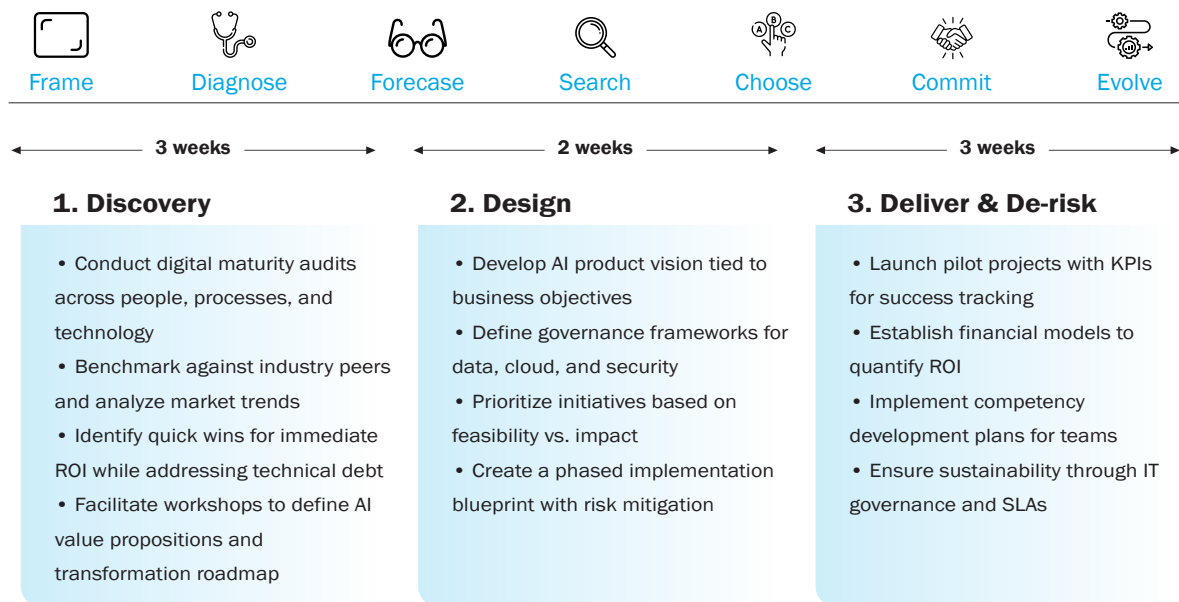 A B C
Frame Diagnose Forecase Search Choose Commit Evolve
3 weeks 2 weeks 3 weeks
1. Discovery
• Conduct digital maturity audits
across people, processes, and
technology
• Benchmark against industry peers
and analyze market trends
• Identify quick wins for immediate
ROI while addressing technical debt
• Facilitate workshops to define AI
value propositions and
transformation roadmap
2. Design
• Develop AI product vision tied to
business objectives
• Define governance frameworks for
data, cloud, and security
• Prioritize initiatives based on
feasibility vs. impact
• Create a phased implementation
blueprint with risk mitigation
3. Deliver & De-risk
• Launch pilot projects with KPIs
for success tracking
• Establish financial models to
quantify ROI
• Implement competency
development plans for teams
• Ensure sustainability through IT
governance and SLAs